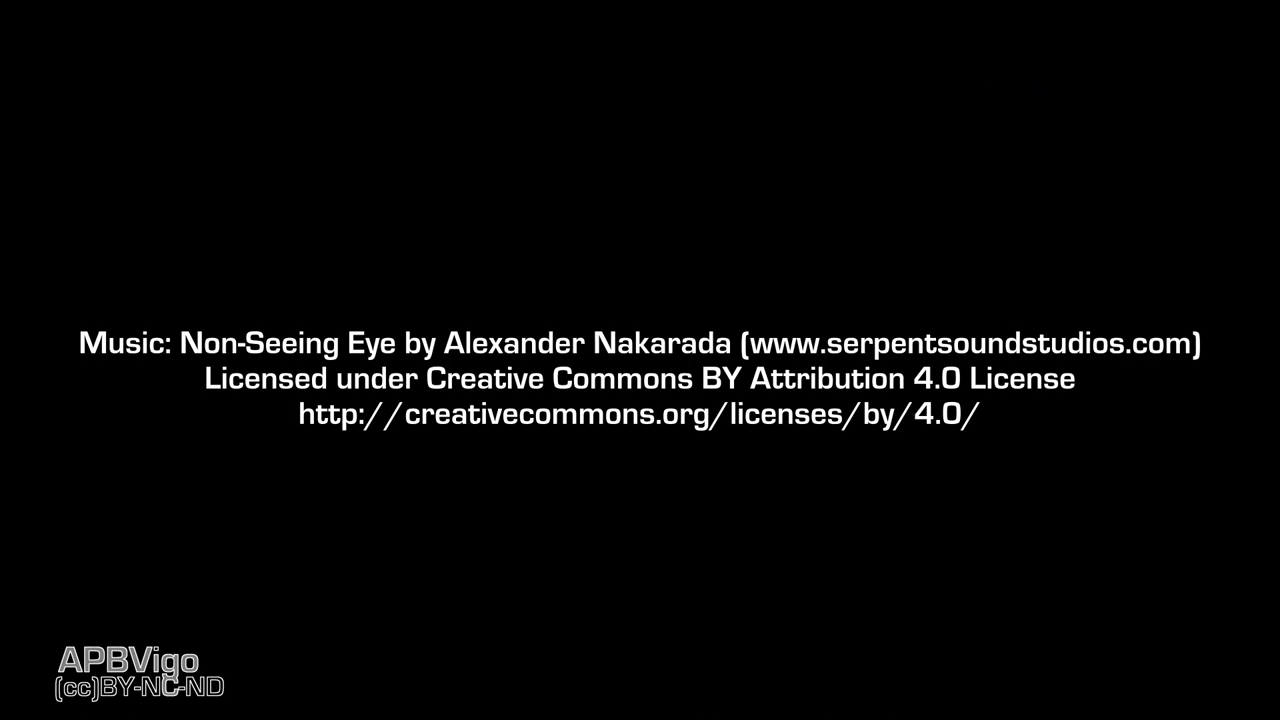 Music: Non-Seeing Eye by Alexander Nakarada (www.serpentsoundstudios.com)
Licensed under Creative Commons BY Attribution 4.0 License
http://creativecommons.org/licenses/by/4.0/
APBVigo
(cc)BY-NC-ND